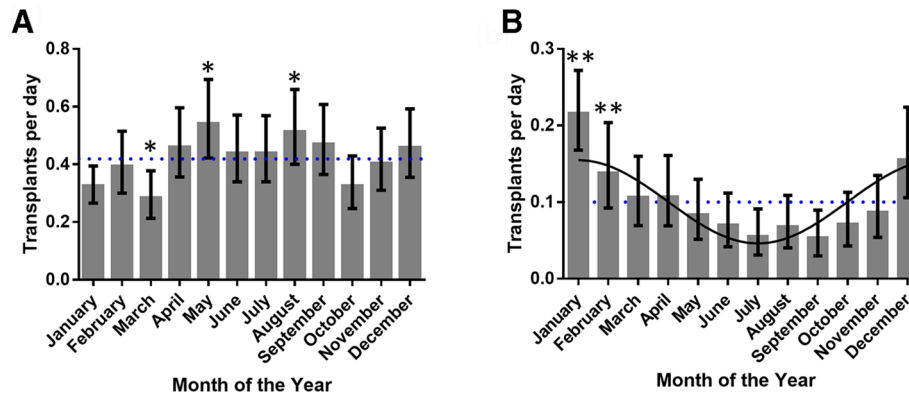 A
Transplants per day
0.8
0.6
0.4
0.2
0.0
*
*
*
January
February
March
April
May
June
July
August
September
October
November
December
Month of the Year
B
Transplants per day
0.3
0.2
0.1
0.0
**
**
January
February
March
April
May
June
July
August
September
October
November
December
Month of the Year